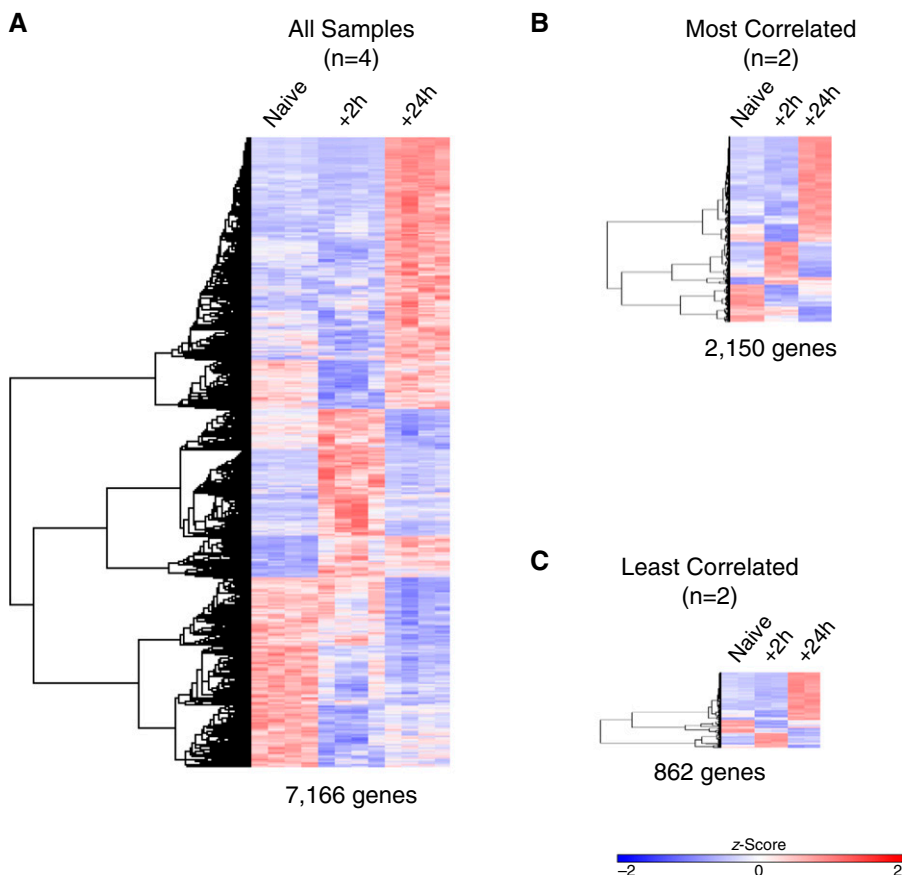 A
All Samples
(n=4)
Naive
+2h
+24h
7,166 genes
B
Most Correlated
(n=2)
Naive
+2h
+24h
2,150 genes
C
Least Correlated
(n=2)
Naive
+2h
+24h
862 genes
z-Score
–2
0
2